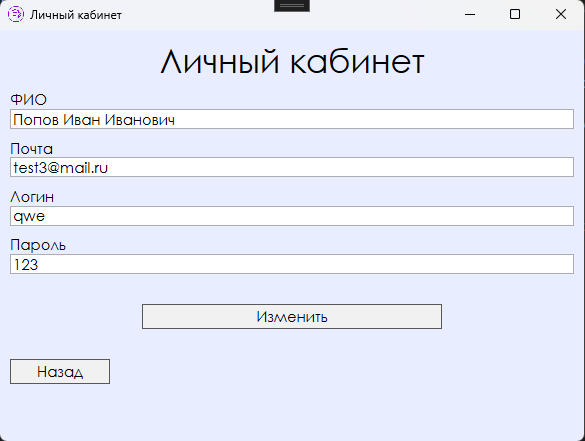 Личный кабинет
Личный кабинет
ФИО
Попов Иван Иванович
Почта
test3@mail.ru
Логин
qwe
Пароль
123
Изменить
Назад